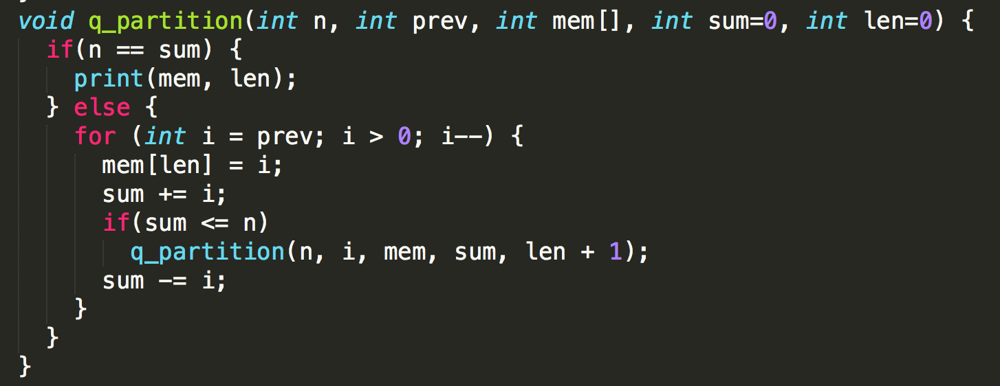 void q_partition(int n, int prev, int mem[], int sum=0, int len=0) {
  if(n == sum) {
    print(mem, len);
  } else {
    for (int i = prev; i > 0; i--) {
      mem[len] = i;
      sum += i;
      if(sum <= n)
        q_partition(n, i, mem, sum, len + 1);
      sum -= i;
    }
  }
}